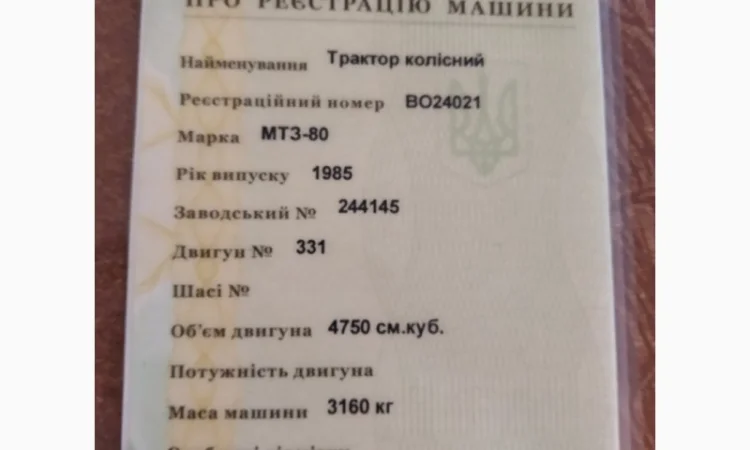 ПРО РЕЄСТРАЦІЮ МАШИНИ
Найменування Трактор колісний
Реєстраційний номер ВО24021
Марка МТЗ-80
Рік випуску 1985
Заводський № 244145
Двигун № 331
Шасі №
Об'єм двигуна 4750 см.куб.
Потужність двигуна
Маса машини 3160 кг